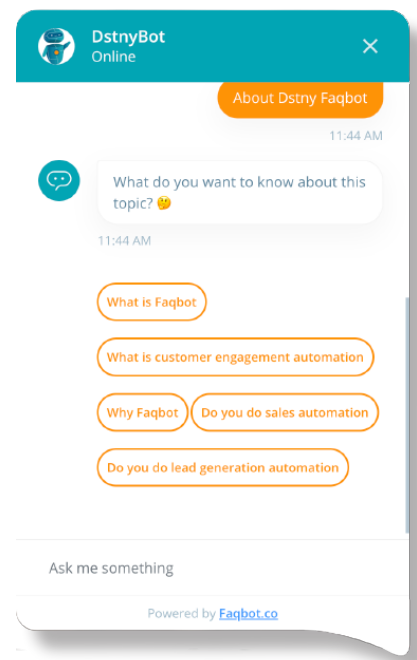 DstnyBot
Online
About Dstny Faqbot
11:44 AM
What do you want to know about this
topic? 🤔
11:44 AM
What is Faqbot
What is customer engagement automation
Why Faqbot
Do you do sales automation
Do you do lead generation automation
Ask me something
Powered by Faqbot.co